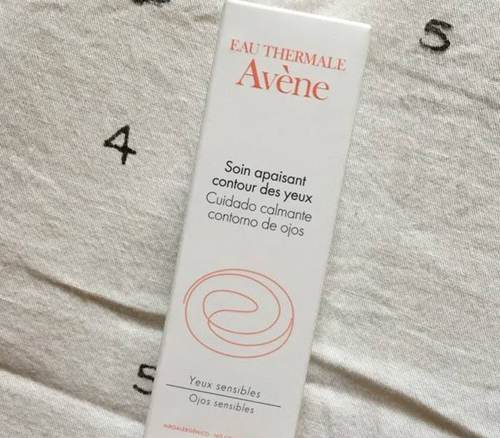 5
EAU THERMALE
Avène
4
Soin apaisant
contour des yeux
Cuidado calmante
contorno de ojos
5
Yeux sensibles
Ojos sensibles
HIPOALERGÉNICO